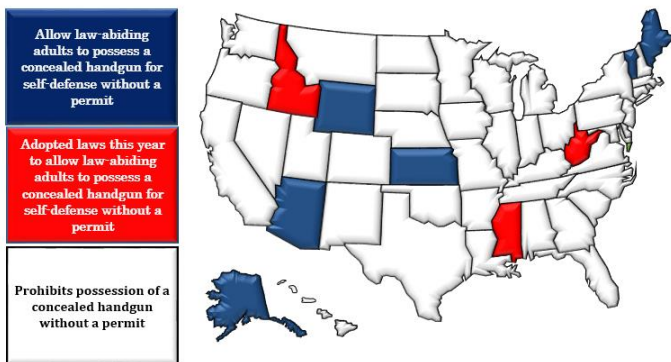 Allow law-abiding
adults to possess a
concealed handgun for
self-defense without a
permit
Adopted laws this year
to allow law-abiding
adults to possess a
concealed handgun for
self-defense without a
permit
Prohibits possession of a
concealed handgun
without a permit